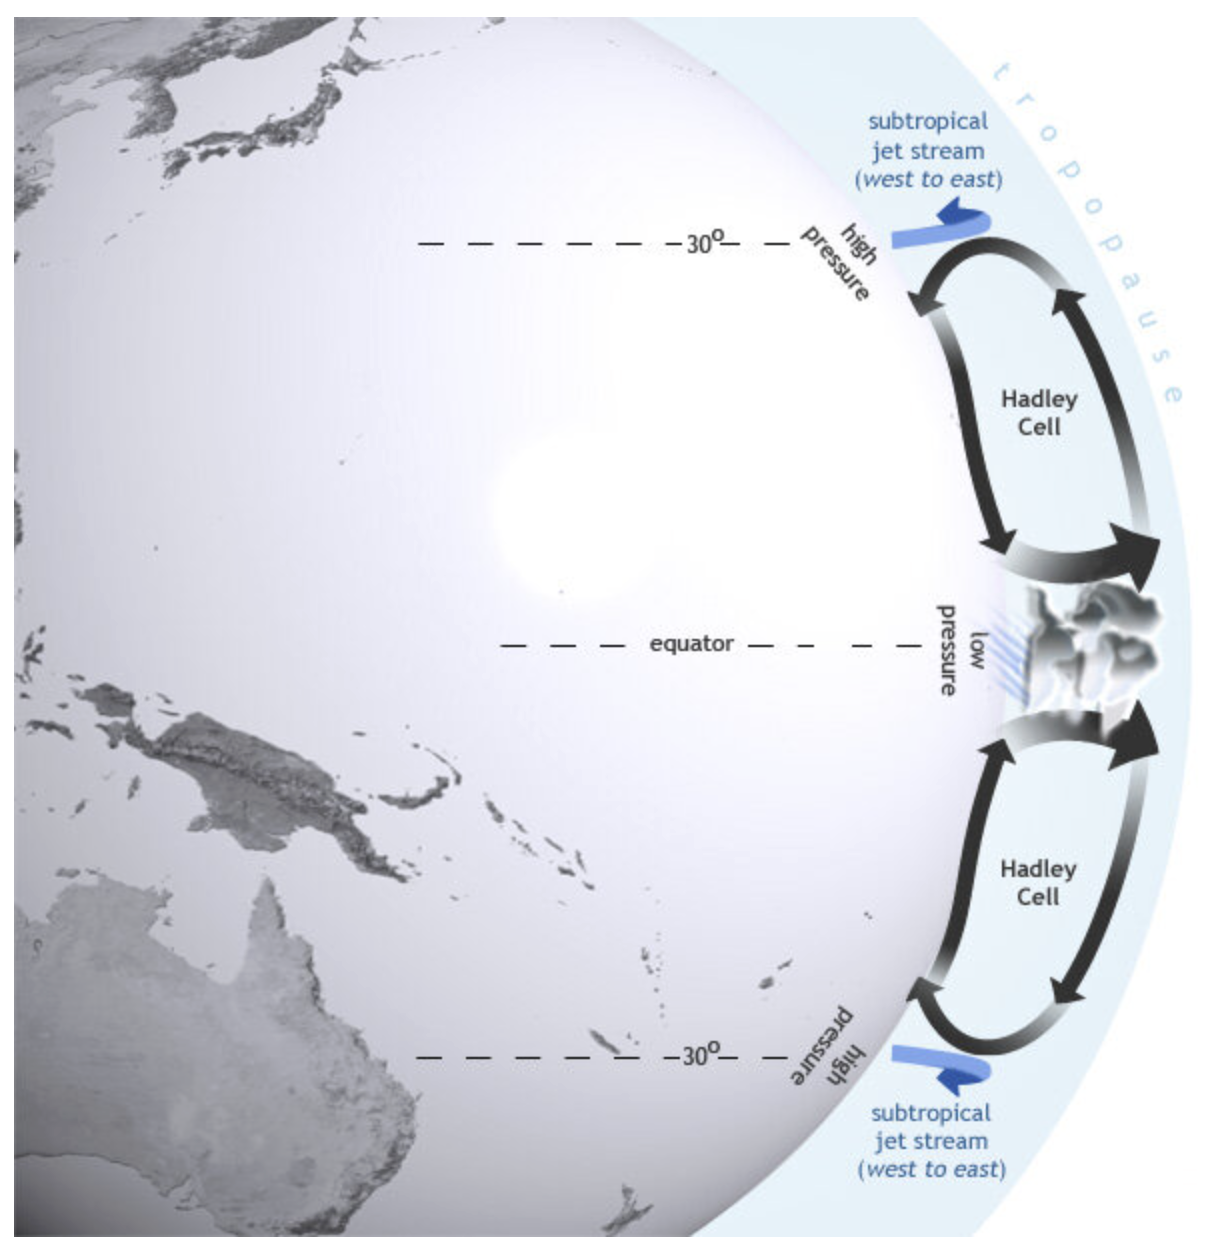 tropopause
subtropical
jet stream
(west to east)
30°
high
pressure
Hadley
Cell
equator
low
pressure
Hadley
Cell
30°
high
pressure
subtropical
jet stream
(west to east)